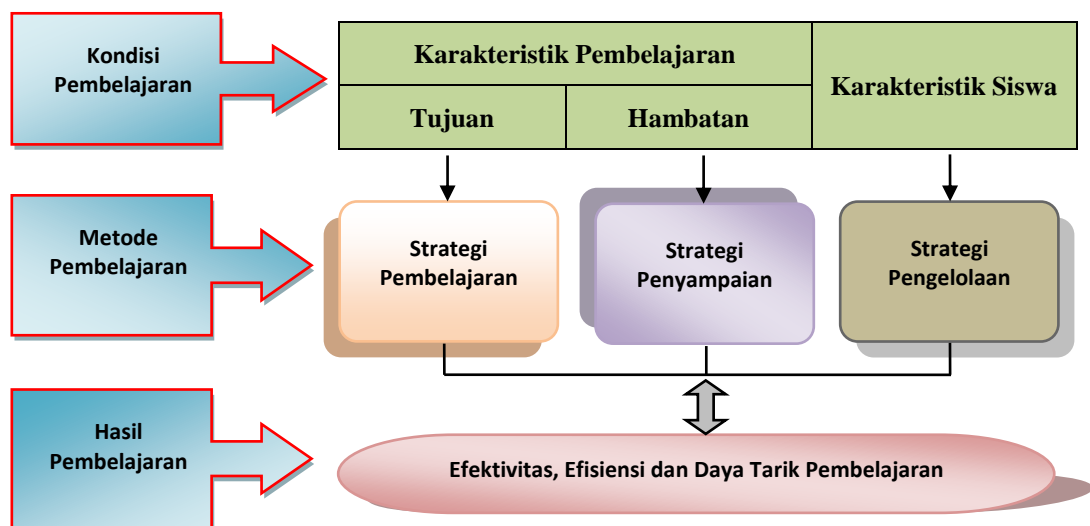 Kondisi
Pembelajaran
Karakteristik Pembelajaran
Karakteristik Siswa
Tujuan
Hambatan
Metode
Pembelajaran
Strategi
Pembelajaran
Strategi
Penyampaian
Strategi
Pengelolaan
Hasil
Pembelajaran
Efektivitas, Efisiensi dan Daya Tarik Pembelajaran